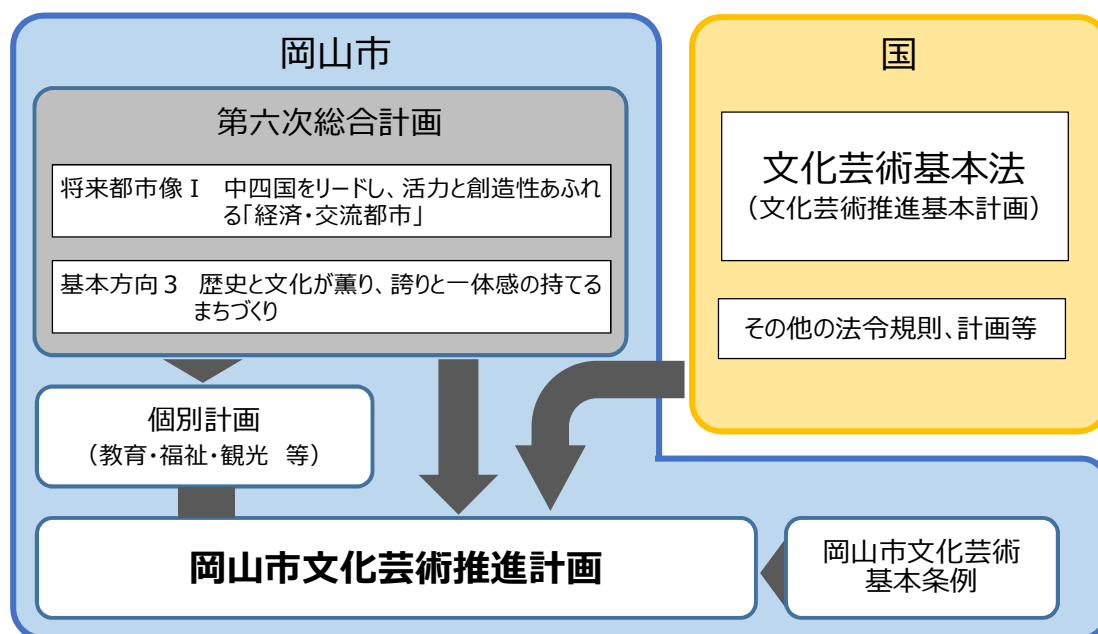 岡山市
第六次総合計画
将来都市像Ⅰ　中四国をリードし、活力と創造性あふれ
る「経済・交流都市」
基本方向３　歴史と文化が薫り、誇りと一体感の持てる
まちづくり
個別計画
（教育・福祉・観光　等）
国
文化芸術基本法
（文化芸術推進基本計画）
その他の法令規則、計画等
岡山市文化芸術推進計画
岡山市文化芸術
基本条例